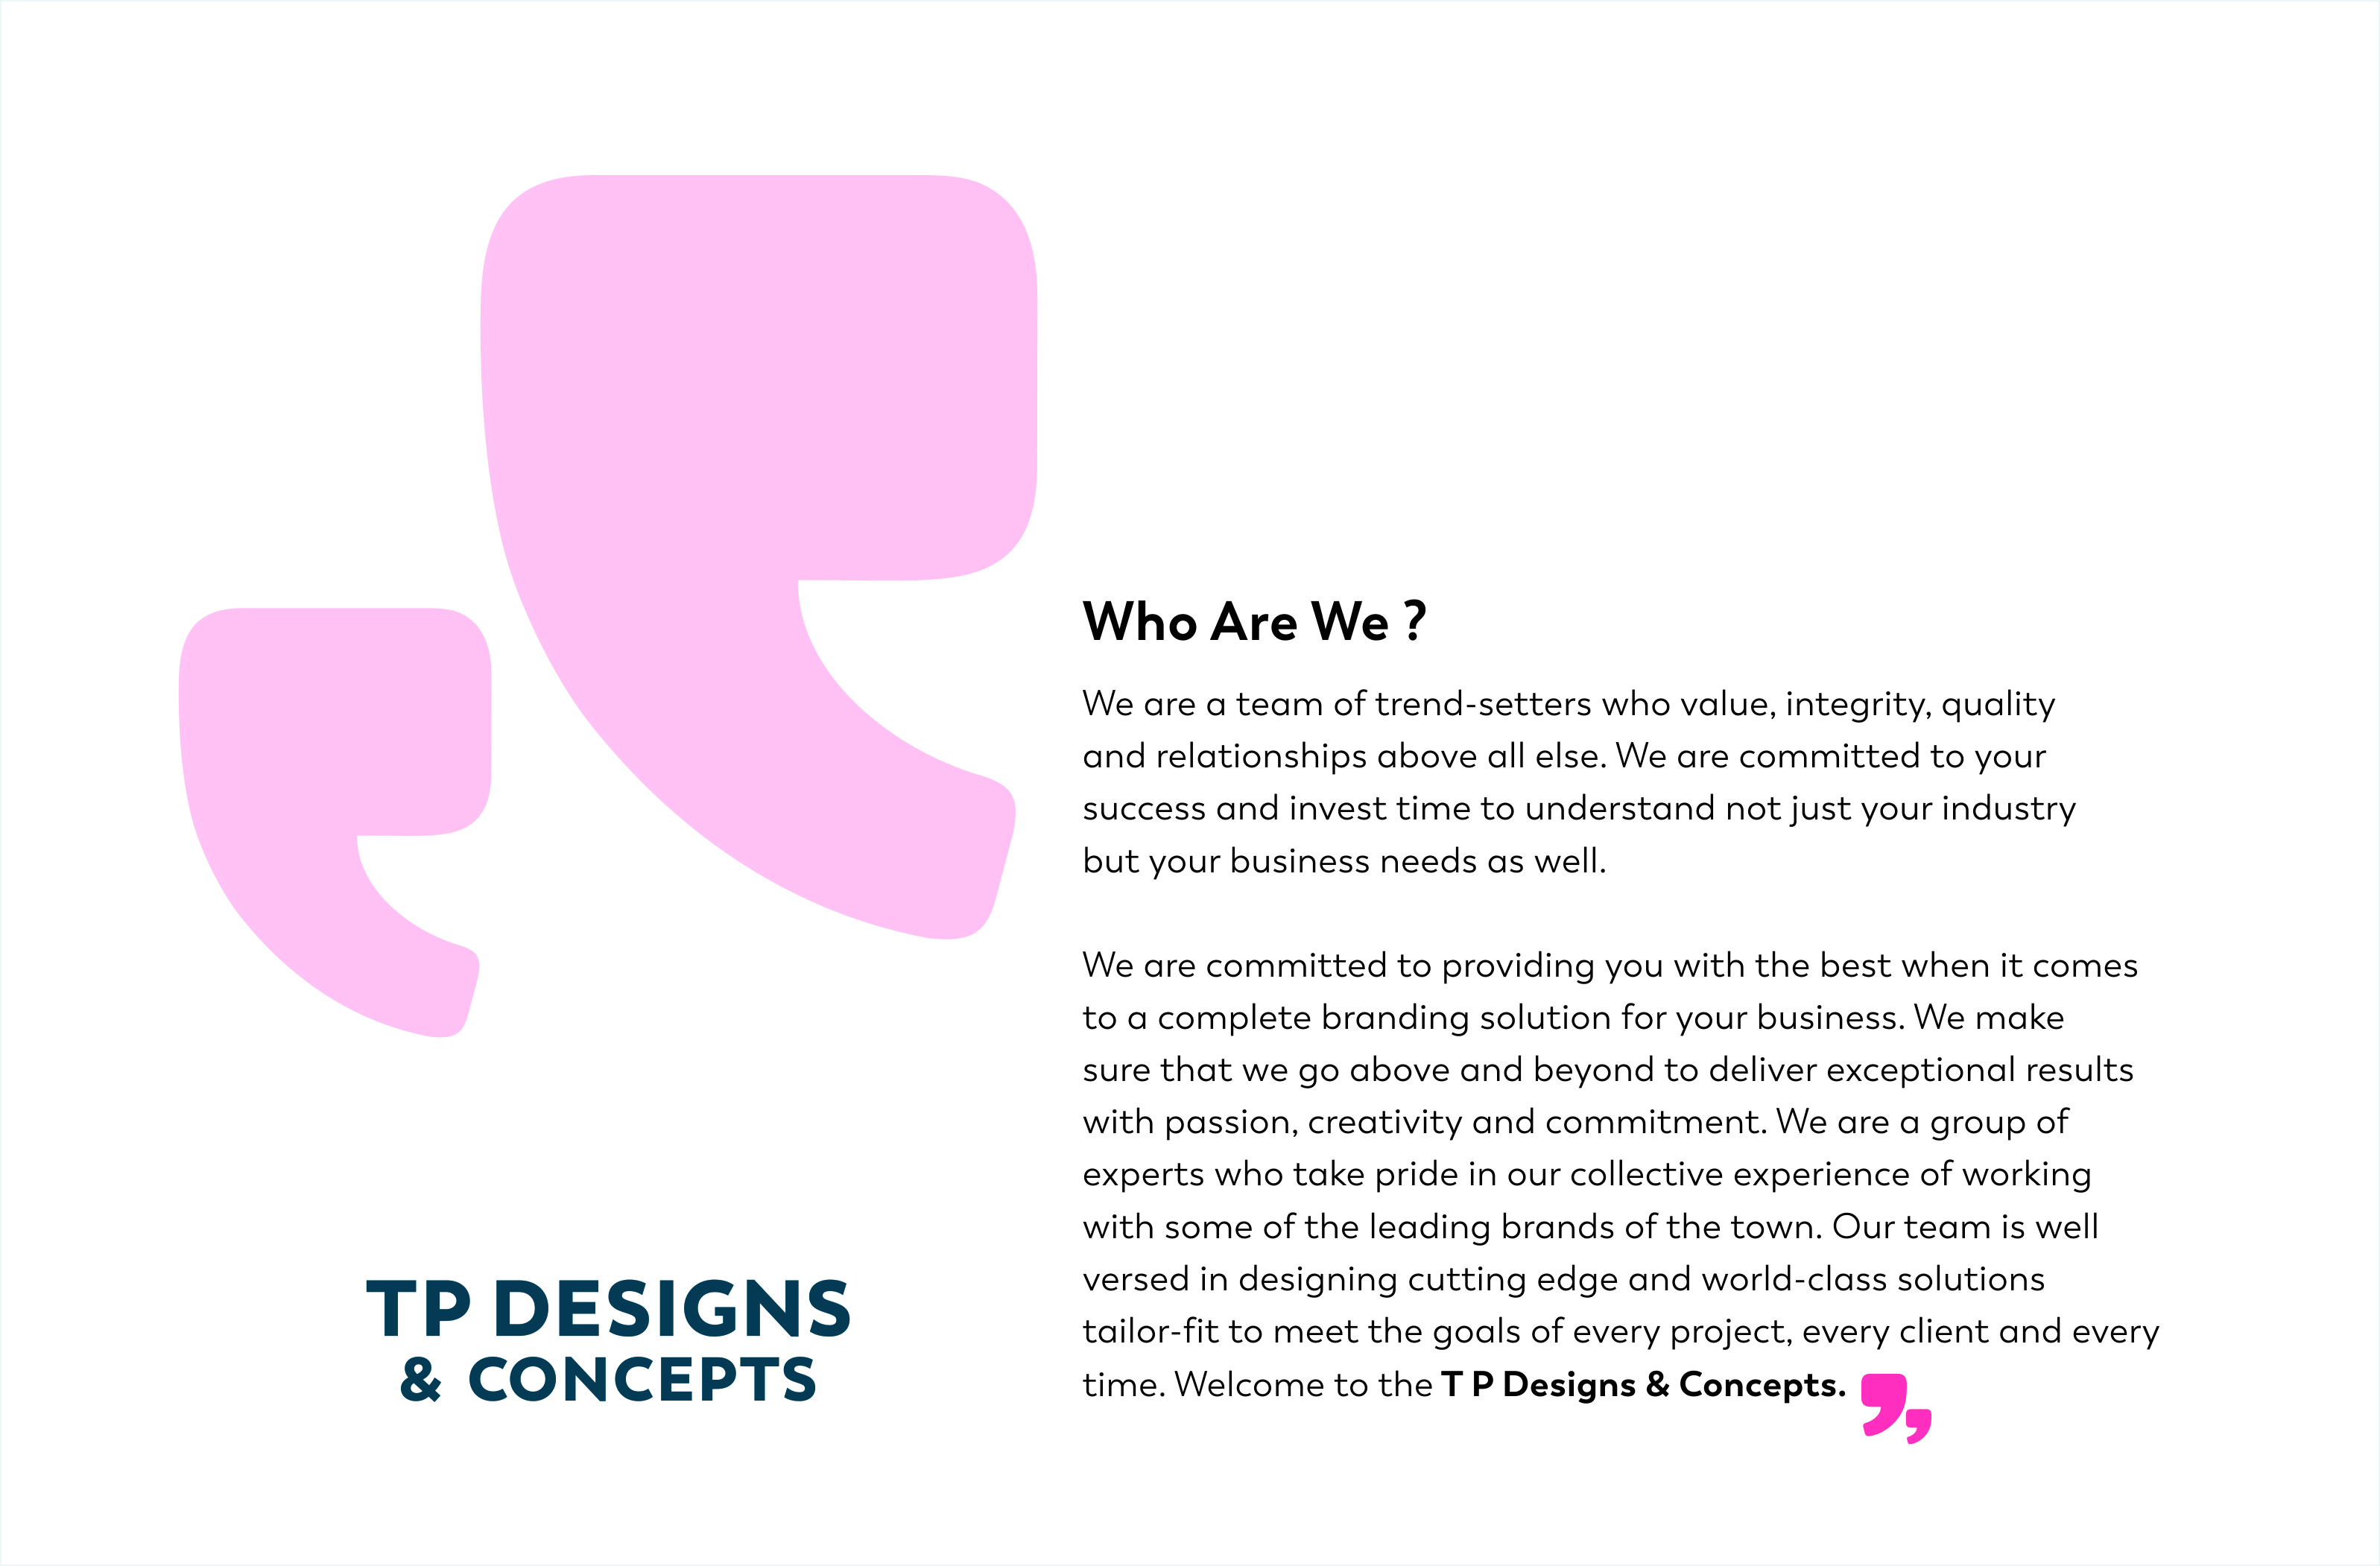 Who Are We ?
We are a team of trend-setters who value, integrity, quality
and relationships above all else. We are committed to your
success and invest time to understand not just your industry
but your business needs as well.
We are committed to providing you with the best when it comes
to a complete branding solution for your business. We make
sure that we go above and beyond to deliver exceptional results
with passion, creativity and commitment. We are a group of
experts who take pride in our collective experience of working
with some of the leading brands of the town. Our team is well
versed in designing cutting edge and world-class solutions
tailor-fit to meet the goals of every project, every client and every
time. Welcome to the T P Designs & Concepts.
TP DESIGNS
& CONCEPTS